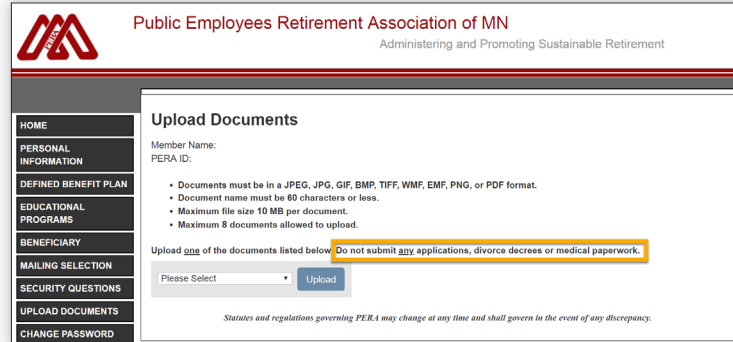 PERA
Public Employees Retirement Association of MN
Administering and Promoting Sustainable Retirement
HOME
PERSONAL
INFORMATION
DEFINED BENEFIT PLAN
EDUCATIONAL
PROGRAMS
BENEFICIARY
MAILING SELECTION
SECURITY QUESTIONS
UPLOAD DOCUMENTS
CHANGE PASSWORD
Upload Documents
Member Name:
PERA ID:
• Documents must be in a JPEG, JPG, GIF, BMP, TIFF, WMF, EMF, PNG, or PDF format.
• Document name must be 60 characters or less.
• Maximum file size 10 MB per document.
• Maximum 8 documents allowed to upload.
Upload one of the documents listed below Do not submit any applications, divorce decrees or medical paperwork.
Please Select Upload
Statutes and regulations governing PERA may change at any time and shall govern in the event of any discrepancy.